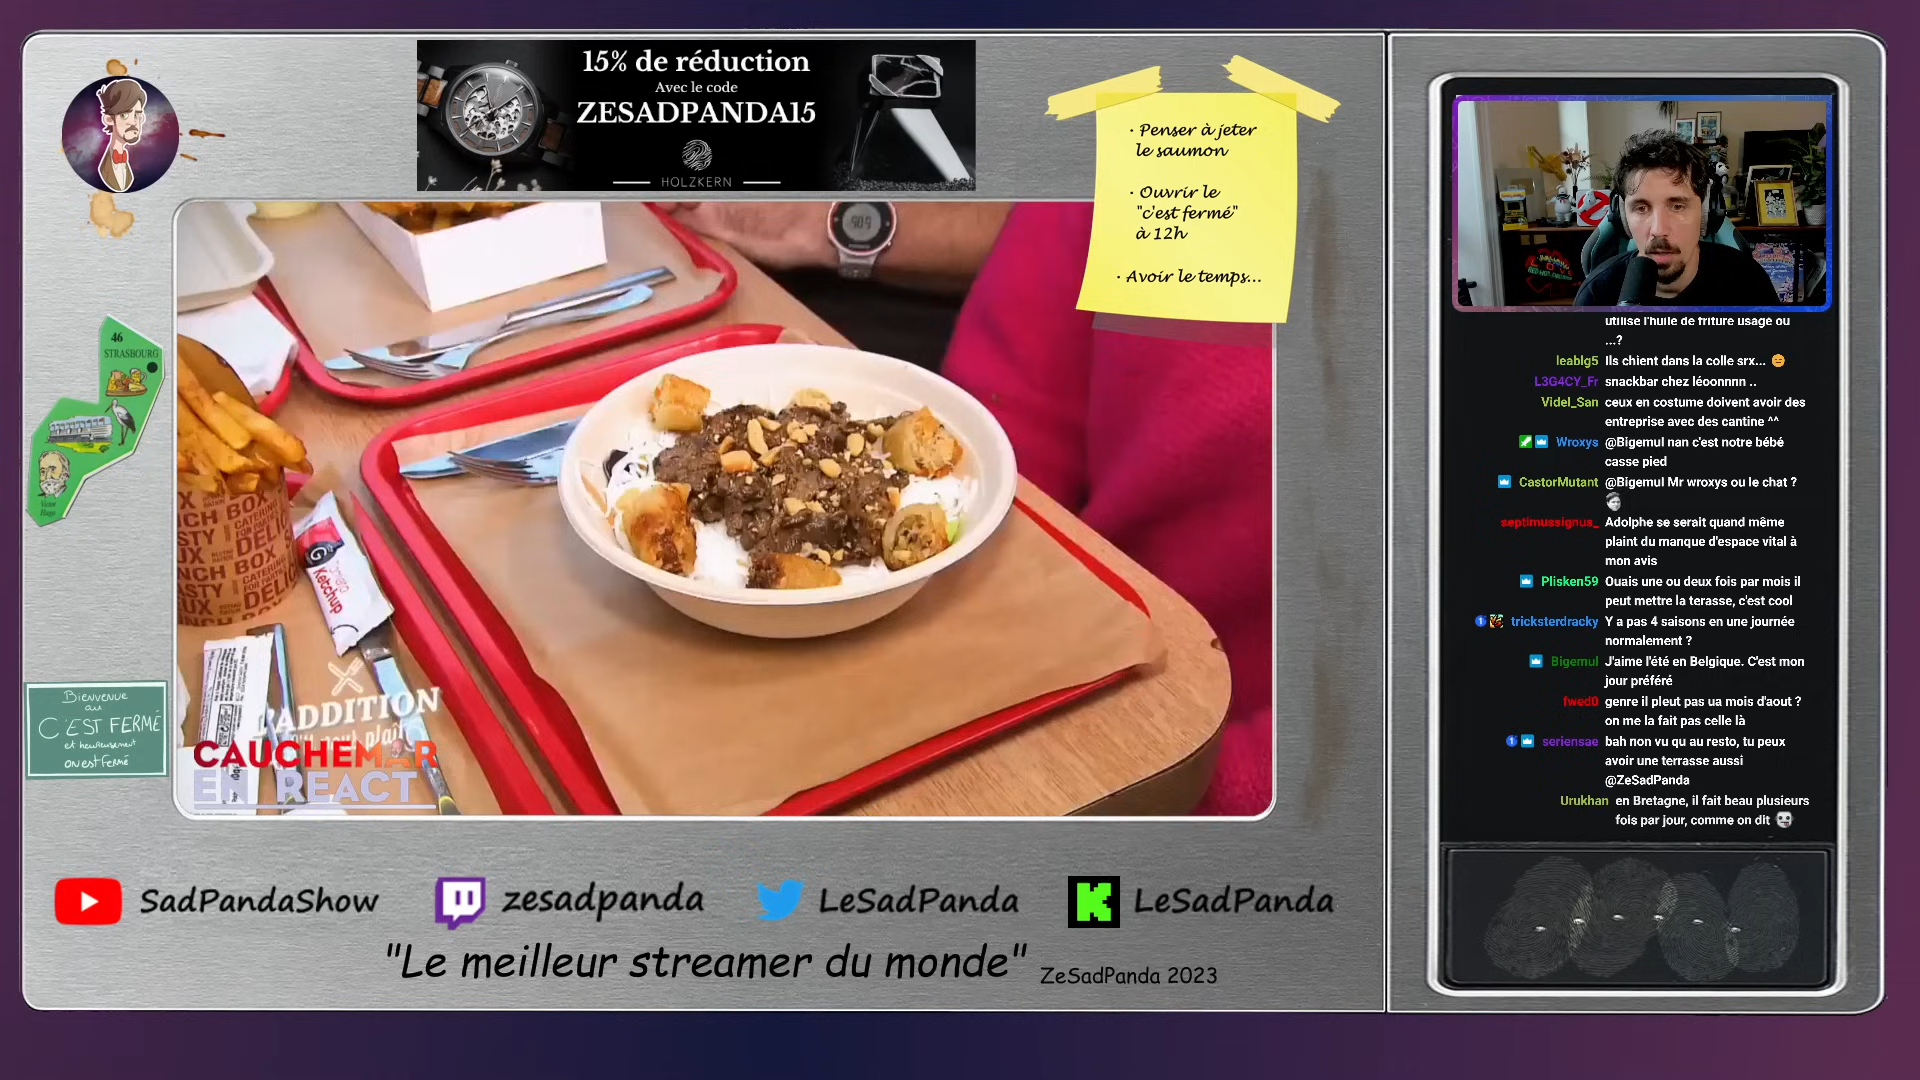 15% de réduction
Avec le code
ZESADPANDA15
HOLZKERN
· Penser à jeter
le saumon
· Ouvrir le
"c'est fermé"
à 12h
· Avoir le temps...
46
STRASBOURG
Victor
Hugo
Bienvenue
au
C'EST FERMÉ
et heureusement
on est fermé
Ketchup
L'ADDITION
s'il vous plaît
CAUCHEMAR
EN REACT
utilise l'huile de friture usagé ou
...?
leablg5 Ils chient dans la colle srx...
L3G4CY_Fr snackbar chez léoonnnn ..
Videl_San ceux en costume doivent avoir des
entreprise avec des cantine ^^
Wroxys @Bigemul nan c'est notre bébé
casse pied
CastorMutant @Bigemul Mr wroxys ou le chat ?
septimussignus_ Adolphe se serait quand même
plaint du manque d'espace vital à
mon avis
Plisken59 Ouais une ou deux fois par mois il
peut mettre la terasse, c'est cool
tricksterdracky Y a pas 4 saisons en une journée
normalement ?
Bigemul J'aime l'été en Belgique. C'est mon
jour préféré
fwed0 genre il pleut pas ua mois d'aout ?
on me la fait pas celle là
seriensae bah non vu qu au resto, tu peux
avoir une terrasse aussi
@ZeSadPanda
Urukhan en Bretagne, il fait beau plusieurs
fois par jour, comme on dit
SadPandaShow
zesadpanda
LeSadPanda
LeSadPanda
"Le meilleur streamer du monde"
ZeSadPanda 2023